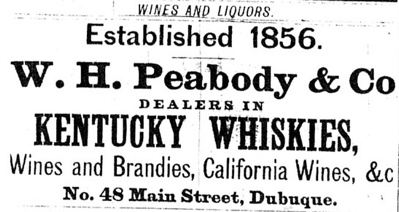 WINES AND LIQUORS.
Established 1856.
W. H. Peabody & Co
DEALERS IN
KENTUCKY WHISKIES,
Wines and Brandies, California Wines, &c
No. 48 Main Street, Dubuque.